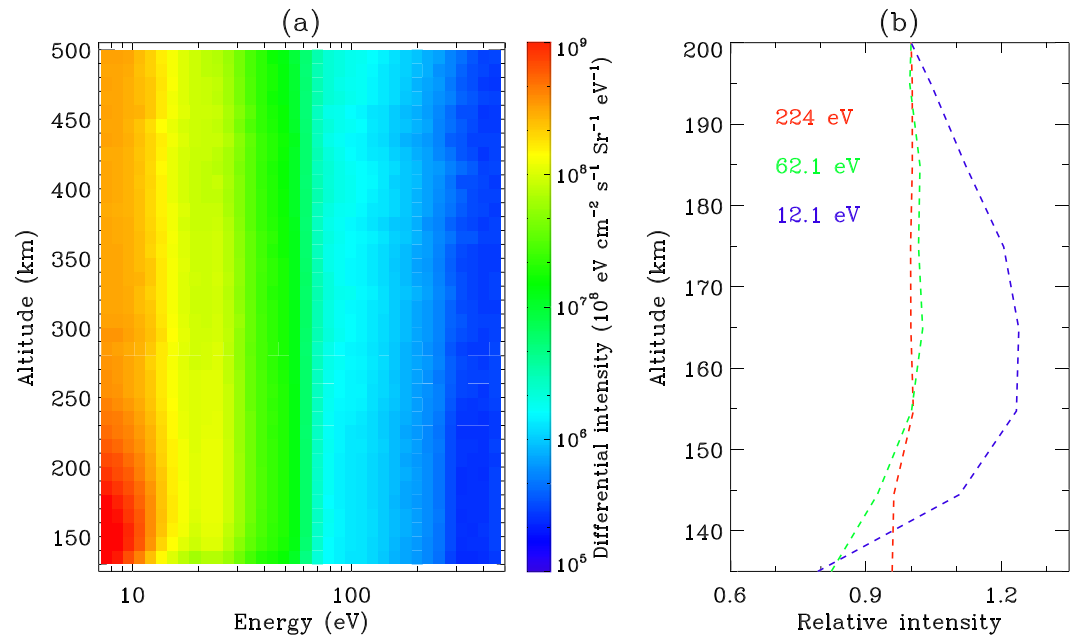 (a)
500
450
400
350
300
250
200
150
Altitude (km)
10
100
Energy (eV)
10⁹
10⁸
10⁷
10⁶
10⁵
Differential intensity (10⁸ eV cm⁻² s⁻¹ Sr⁻¹ eV⁻¹)
(b)
200
190
180
170
160
150
140
Altitude (km)
224 eV
62.1 eV
12.1 eV
0.6
0.9
1.2
Relative intensity